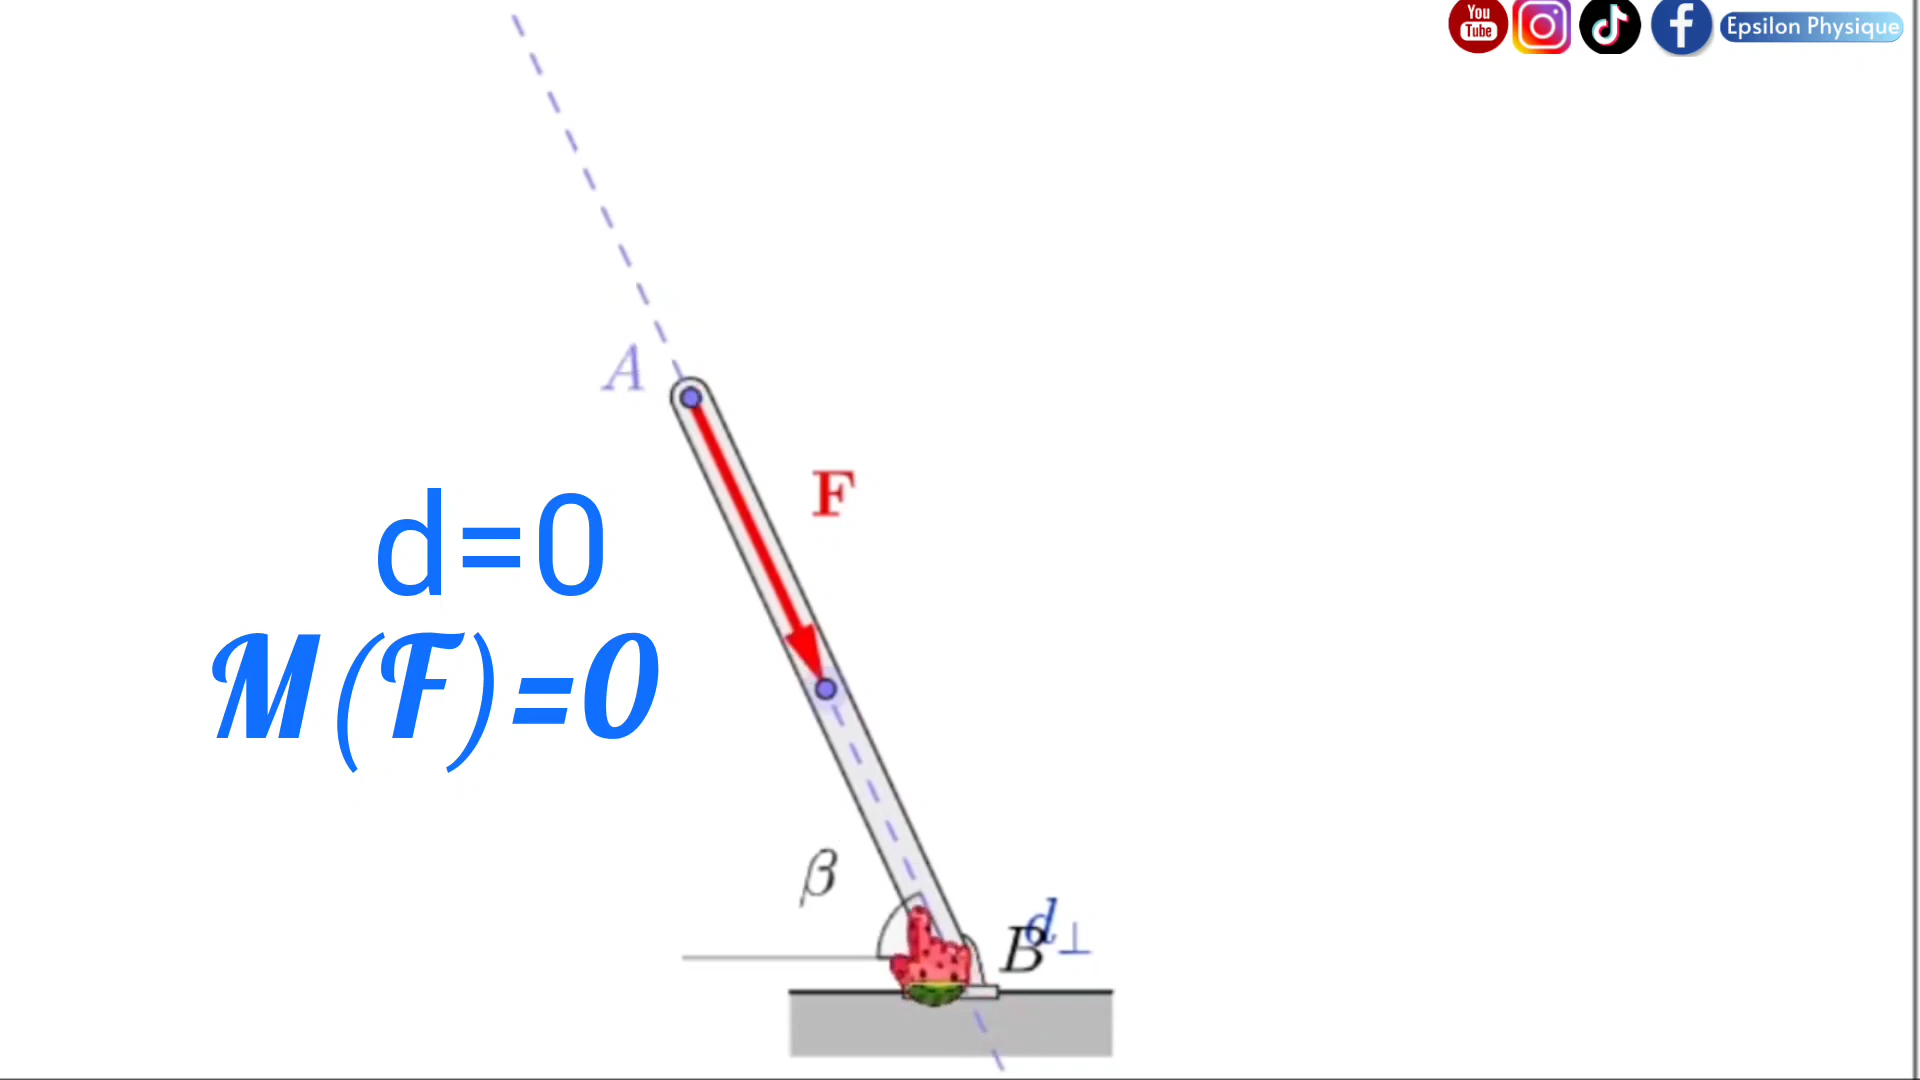 You
Tube
Epsilon Physique
A
F
d=0
M(F)=0
β
B
d⊥